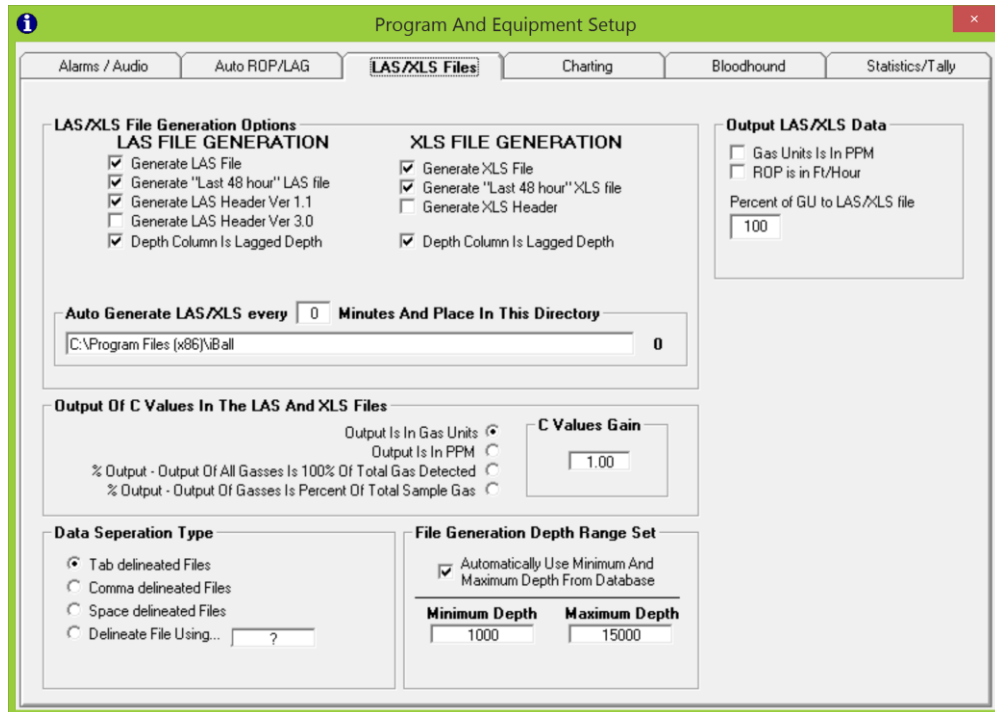 Program And Equipment Setup
Alarms / Audio
Auto ROP/LAG
LAS/XLS Files
Charting
Bloodhound
Statistics/Tally
LAS/XLS File Generation Options
LAS FILE GENERATION
Generate LAS File
Generate "Last 48 hour" LAS file
Generate LAS Header Ver 1.1
Generate LAS Header Ver 3.0
Depth Column Is Lagged Depth
XLS FILE GENERATION
Generate XLS File
Generate "Last 48 hour" XLS file
Generate XLS Header
Depth Column Is Lagged Depth
Auto Generate LAS/XLS every 0 Minutes And Place In This Directory
C:\Program Files (x86)\iBall 0
Output LAS/XLS Data
Gas Units Is In PPM
ROP is in Ft/Hour
Percent of GU to LAS/XLS file
100
Output Of C Values In The LAS And XLS Files
Output Is In Gas Units
Output Is In PPM
% Output - Output Of All Gasses Is 100% Of Total Gas Detected
% Output - Output Of Gasses Is Percent Of Total Sample Gas
C Values Gain
1.00
Data Seperation Type
Tab delineated Files
Comma delineated Files
Space delineated Files
Delineate File Using... ?
File Generation Depth Range Set
Automatically Use Minimum And
Maximum Depth From Database
Minimum Depth Maximum Depth
1000 15000